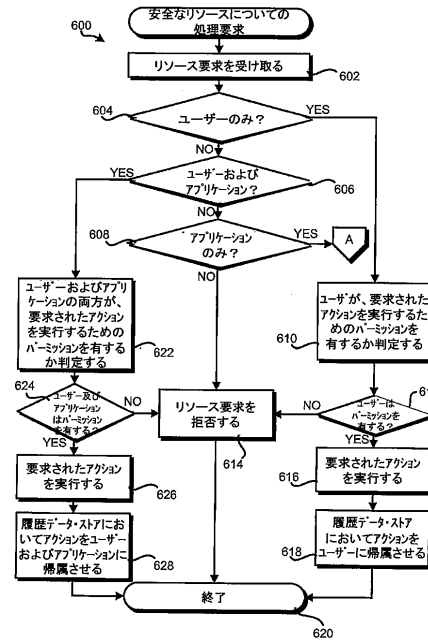 600
安全なリソースについての
処理要求
リソース要求を受け取る
602
604
ユーザーのみ？
YES
NO
YES
ユーザーおよび
アプリケーション？
606
NO
608
アプリケーション
のみ？
YES
A
NO
ユーザーおよびアプリ
ケーションの両方が、
要求されたアクション
を実行するための
パーミッションを有する
か判定する
622
ユーザが、要求された
アクションを実行するた
めのパーミッションを
有するか判定する
610
624
ユーザー及び
アプリケーション
はパーミッション
を有する？
NO
YES
リソース要求を
拒否する
614
ユーザーは
パーミッションを
有する？
NO
YES
要求されたアクション
を実行する
626
要求されたアクション
を実行する
616
履歴データ・ストアにお
いてアクションをユーザー
およびアプリケーションに
帰属させる
628
履歴データ・ストア
においてアクションを
ユーザーに帰属させる
618
終了
620